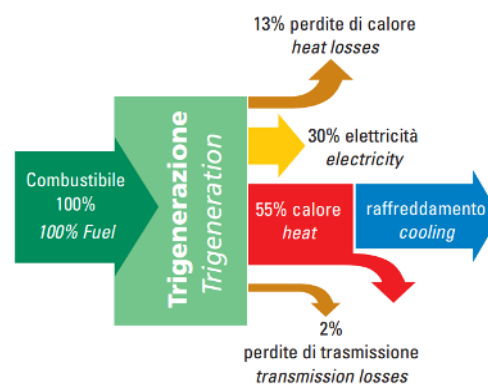 13% perdite di calore
heat losses
Trigenerazione
Trigeneration
30% elettricità
electricity
Combustibile
100%
100% Fuel
55% calore
heat
raffreddamento
cooling
2%
perdite di trasmissione
transmission losses